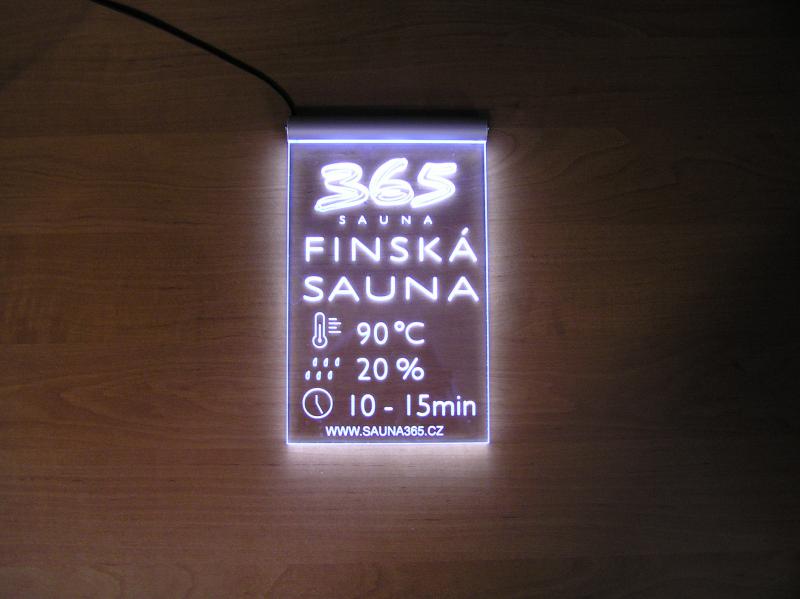 365
SAUNA
FINSKÁ
SAUNA
90 °C
20 %
10 - 15min
WWW.SAUNA365.CZ